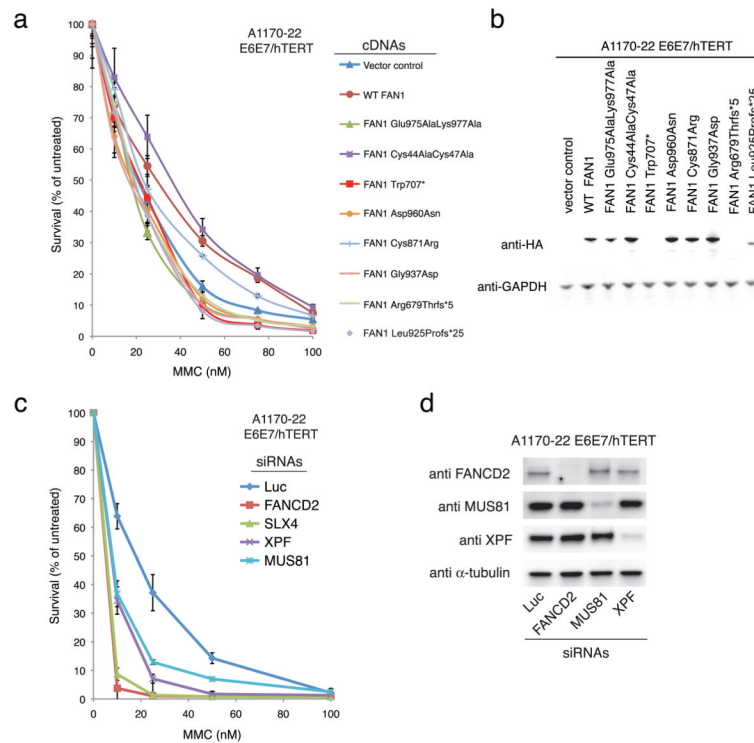 a
A1170-22
E6E7/hTERT
cDNAs
Vector control
WT FAN1
FAN1 Glu975AlaLys977Ala
FAN1 Cys44AlaCys47Ala
FAN1 Trp707*
FAN1 Asp960Asn
FAN1 Cys871Arg
FAN1 Gly937Asp
FAN1 Arg679Thrfs*5
FAN1 Leu925Profs*25
Survival (% of untreated)
100
90
80
70
60
50
40
30
20
10
0
0 20 40 60 80 100
MMC (nM)
b
A1170-22 E6E7/hTERT
vector control
WT FAN1
FAN1 Glu975AlaLys977Ala
FAN1 Cys44AlaCys47Ala
FAN1 Trp707*
FAN1 Asp960Asn
FAN1 Cys871Arg
FAN1 Gly937Asp
FAN1 Arg679Thrfs*5
FAN1 Leu925Profs*25
anti-HA
anti-GAPDH
c
A1170-22
E6E7/hTERT
siRNAs
Luc
FANCD2
SLX4
XPF
MUS81
Survival (% of untreated)
100
90
80
70
60
50
40
30
20
10
0
0 20 40 60 80 100
MMC (nM)
d
A1170-22 E6E7/hTERT
anti FANCD2
anti MUS81
anti XPF
anti α-tubulin
Luc
FANCD2
MUS81
XPF
siRNAs